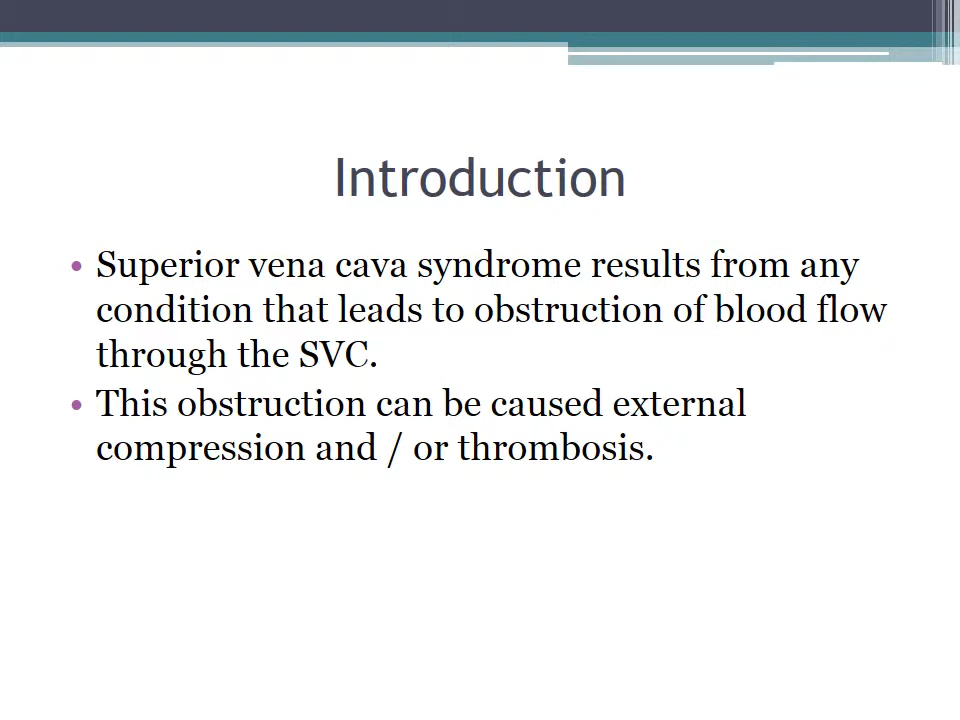 Introduction
• Superior vena cava syndrome results from any
condition that leads to obstruction of blood flow
through the SVC.
• This obstruction can be caused external
compression and / or thrombosis.